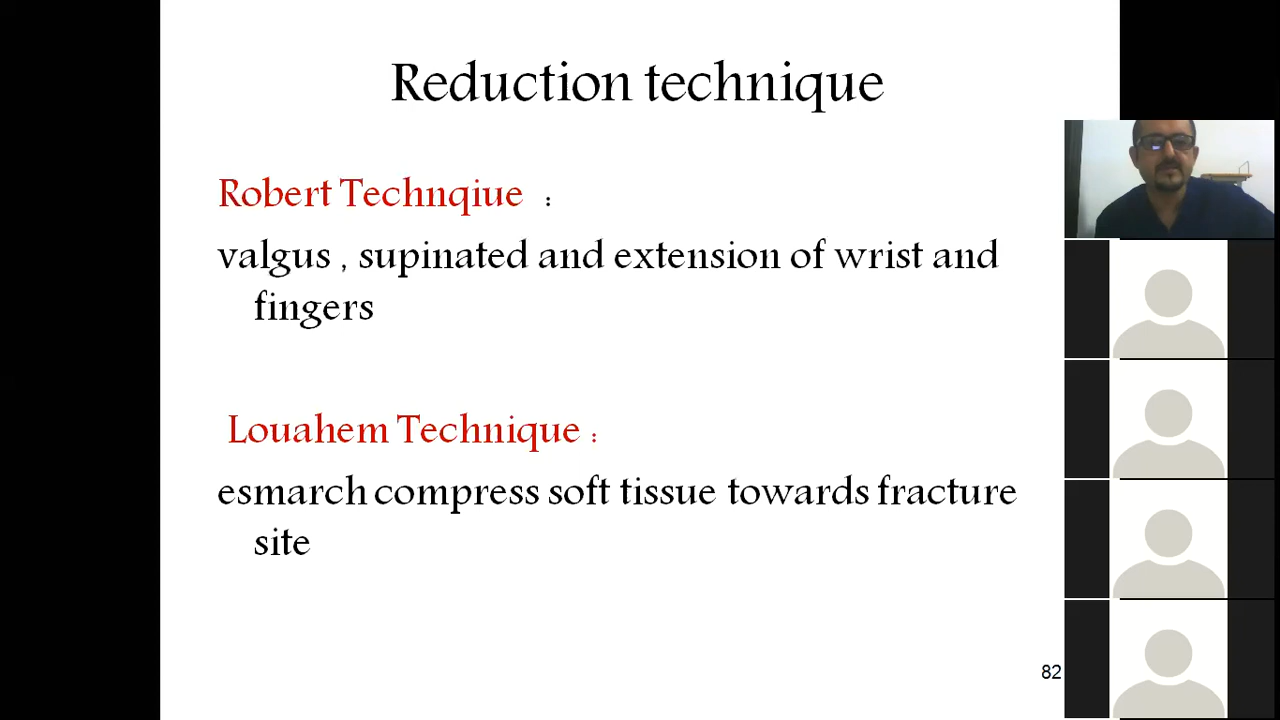 Reduction technique
Robert Technqiue :
valgus , supinated and extension of wrist and
fingers
Louahem Technique :
esmarch compress soft tissue towards fracture
site
82